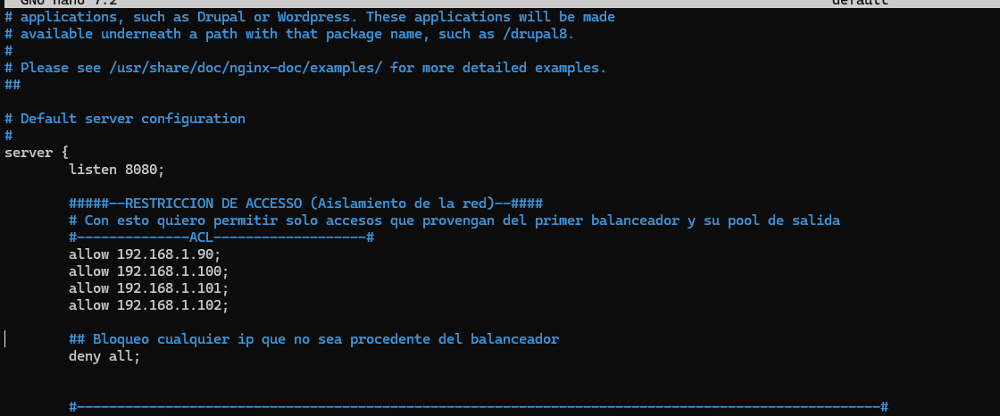 GNU nano 7.2 default
# applications, such as Drupal or Wordpress. These applications will be made
# available underneath a path with that package name, such as /drupal8.
#
# Please see /usr/share/doc/nginx-doc/examples/ for more detailed examples.
##
# Default server configuration
#
server {
listen 8080;
#####--RESTRICCION DE ACCESSO (Aislamiento de la red)--####
# Con esto quiero permitir solo accesos que provengan del primer balanceador y su pool de salida
#--------------ACL-------------------#
allow 192.168.1.90;
allow 192.168.1.100;
allow 192.168.1.101;
allow 192.168.1.102;
## Bloqueo cualquier ip que no sea procedente del balanceador
deny all;
#----------------------------------------------------------------------------------------------------#